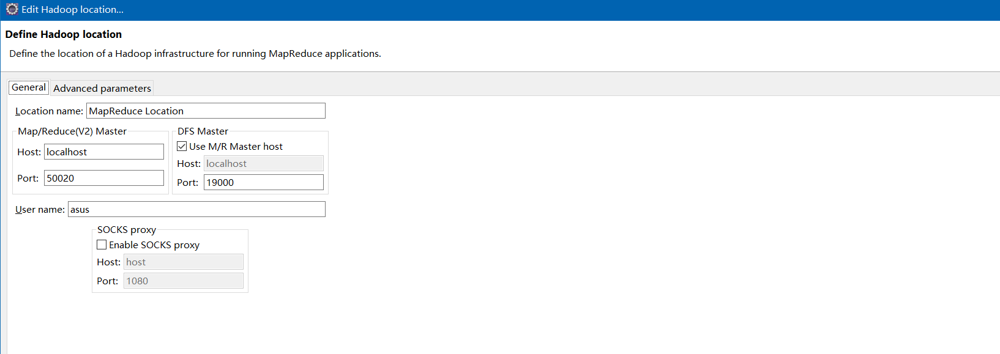 Edit Hadoop location...
Define Hadoop location
Define the location of a Hadoop infrastructure for running MapReduce applications.
General Advanced parameters
Location name: MapReduce Location
Map/Reduce(V2) Master
Host: localhost
Port: 50020
DFS Master
Use M/R Master host
Host: localhost
Port: 19000
User name: asus
SOCKS proxy
Enable SOCKS proxy
Host: host
Port: 1080